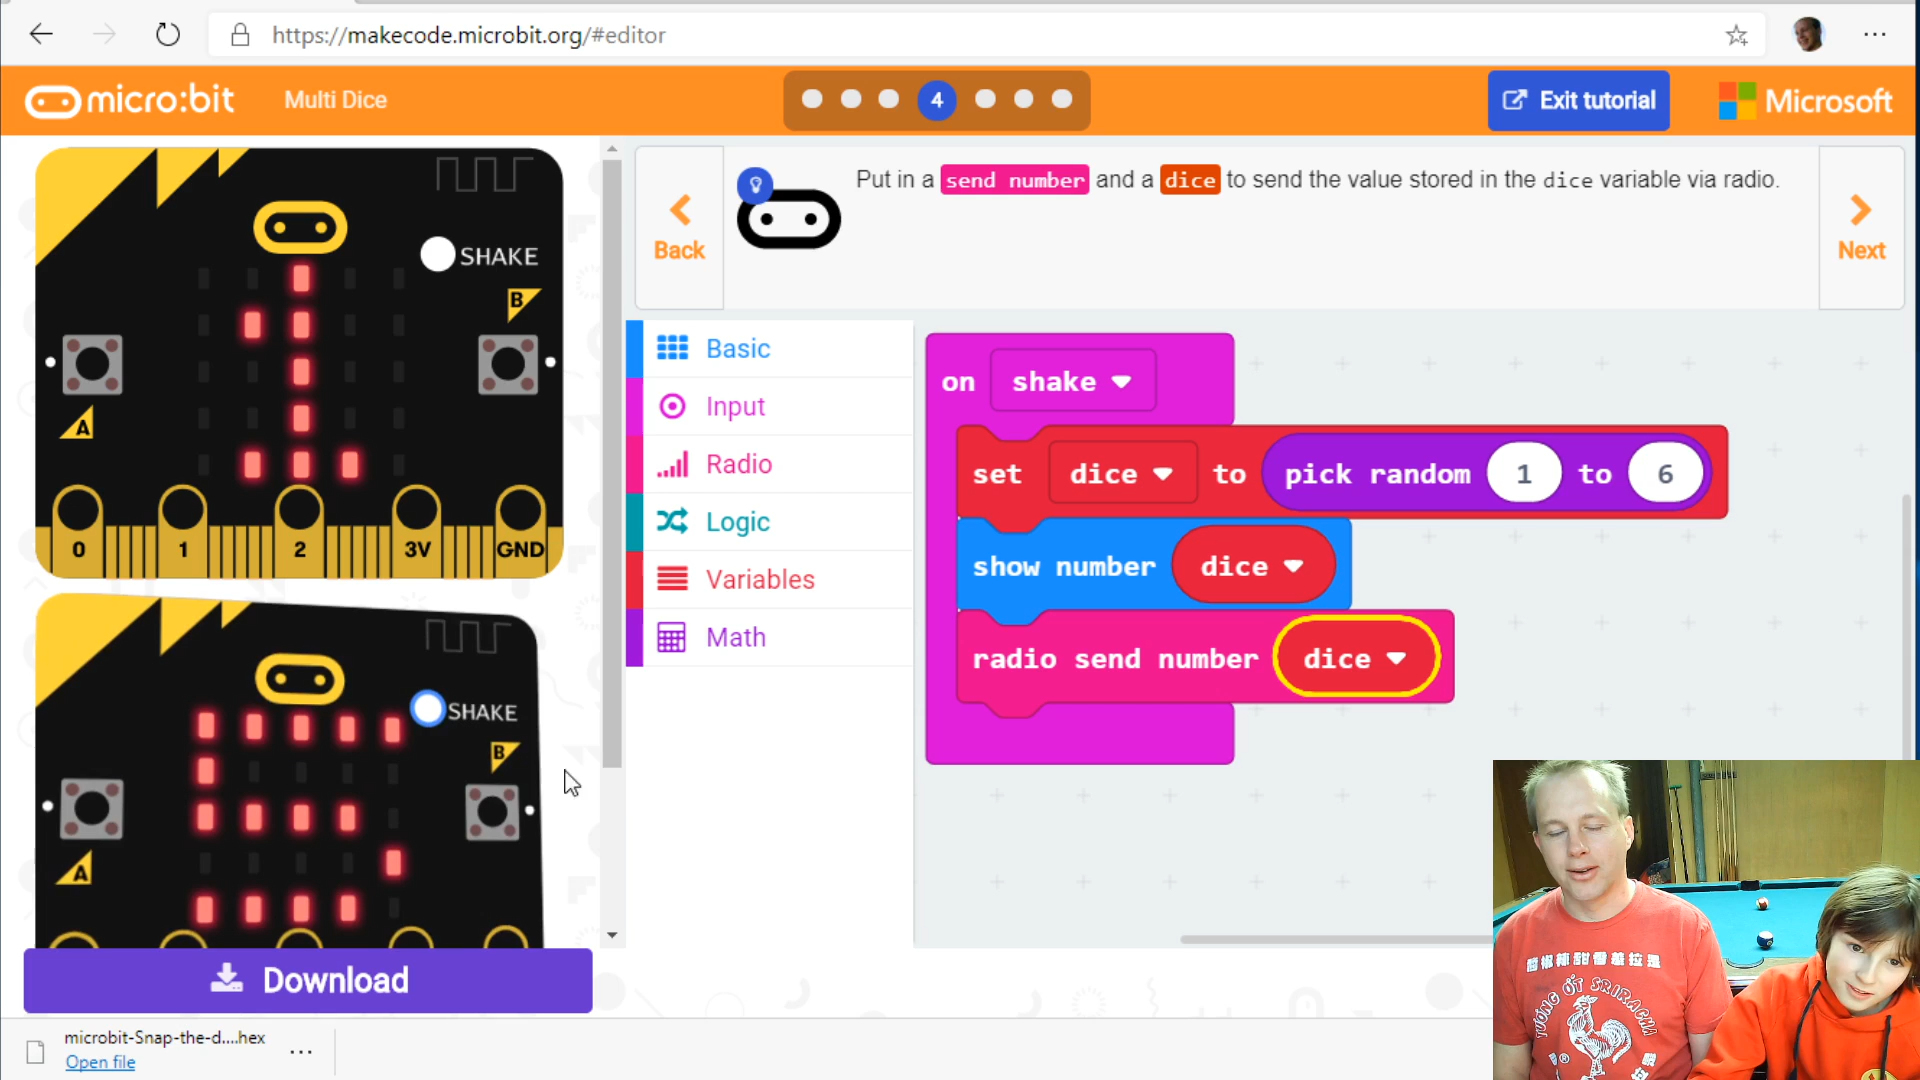 https://makecode.microbit.org/#editor
micro:bit
Multi Dice
4
Exit tutorial
Microsoft
Back
Put in a send number and a dice to send the value stored in the dice variable via radio.
Next
SHAKE
B
A
0 1 2 3V GND
SHAKE
B
A
Basic
Input
Radio
Logic
Variables
Math
on shake
set dice to pick random 1 to 6
show number dice
radio send number dice
Download
microbit-Snap-the-d....hex
Open file
TƯƠNG ỚT SRIRACHA